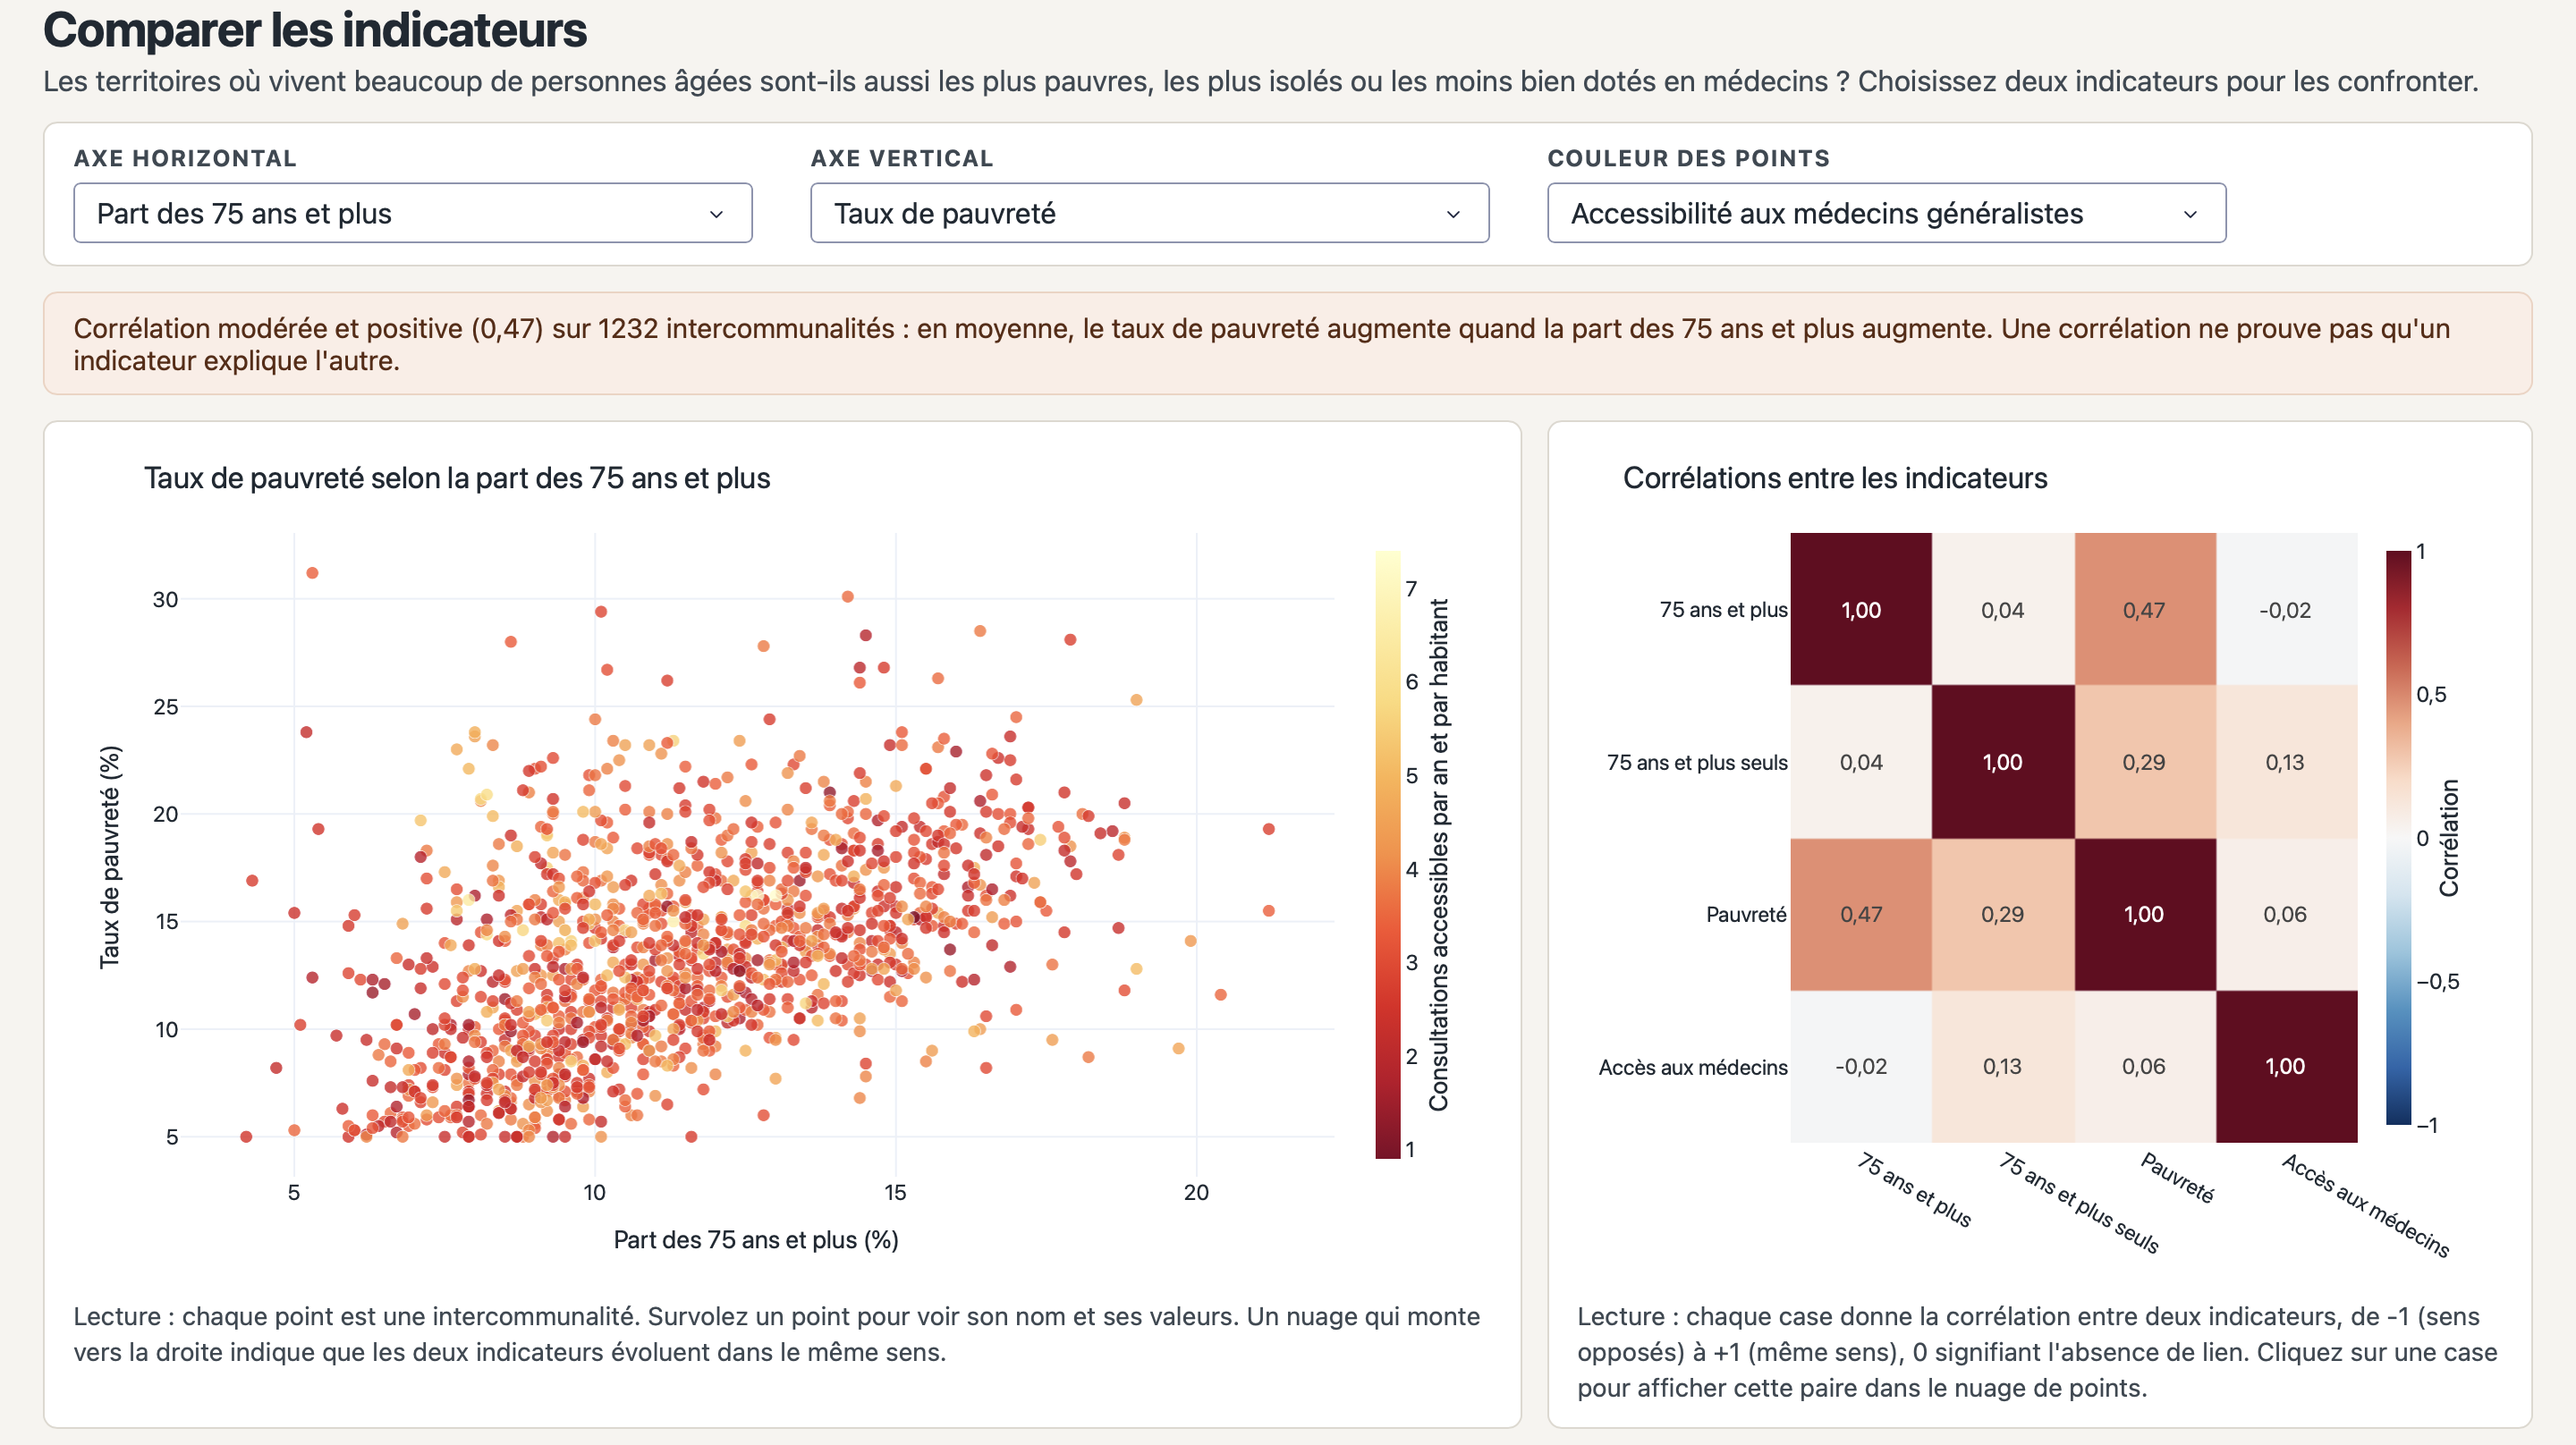 Comparer les indicateurs
Les territoires où vivent beaucoup de personnes âgées sont-ils aussi les plus pauvres, les plus isolés ou les moins bien dotés en médecins ? Choisissez deux indicateurs pour les confronter.
AXE HORIZONTAL
Part des 75 ans et plus
AXE VERTICAL
Taux de pauvreté
COULEUR DES POINTS
Accessibilité aux médecins généralistes
Corrélation modérée et positive (0,47) sur 1232 intercommunalités : en moyenne, le taux de pauvreté augmente quand la part des 75 ans et plus augmente. Une corrélation ne prouve pas qu'un
indicateur explique l'autre.
Taux de pauvreté selon la part des 75 ans et plus
Taux de pauvreté (%)
30
25
20
15
10
5
5
10
15
20
Part des 75 ans et plus (%)
7
6
5
4
3
2
1
Consultations accessibles par an et par habitant
Lecture : chaque point est une intercommunalité. Survolez un point pour voir son nom et ses valeurs. Un nuage qui monte
vers la droite indique que les deux indicateurs évoluent dans le même sens.
Corrélations entre les indicateurs
75 ans et plus
1,00
0,04
0,47
-0,02
75 ans et plus seuls
0,04
1,00
0,29
0,13
Pauvreté
0,47
0,29
1,00
0,06
Accès aux médecins
-0,02
0,13
0,06
1,00
75 ans et plus
75 ans et plus seuls
Pauvreté
Accès aux médecins
1
0,5
0
−0,5
−1
Corrélation
Lecture : chaque case donne la corrélation entre deux indicateurs, de -1 (sens
opposés) à +1 (même sens), 0 signifiant l'absence de lien. Cliquez sur une case
pour afficher cette paire dans le nuage de points.